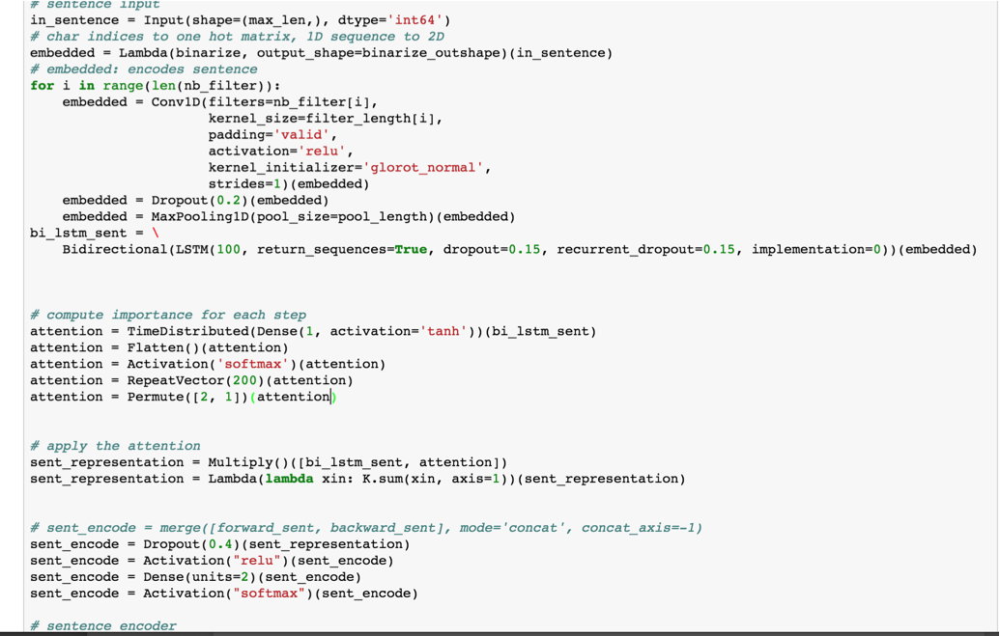 # sentence input
in_sentence = Input(shape=(max_len,), dtype='int64')
# char indices to one hot matrix, 1D sequence to 2D
embedded = Lambda(binarize, output_shape=binarize_outshape)(in_sentence)
# embedded: encodes sentence
for i in range(len(nb_filter)):
    embedded = Conv1D(filters=nb_filter[i],
                      kernel_size=filter_length[i],
                      padding='valid',
                      activation='relu',
                      kernel_initializer='glorot_normal',
                      strides=1)(embedded)
    embedded = Dropout(0.2)(embedded)
    embedded = MaxPooling1D(pool_size=pool_length)(embedded)
bi_lstm_sent = \
    Bidirectional(LSTM(100, return_sequences=True, dropout=0.15, recurrent_dropout=0.15, implementation=0))(embedded)
# compute importance for each step
attention = TimeDistributed(Dense(1, activation='tanh'))(bi_lstm_sent)
attention = Flatten()(attention)
attention = Activation('softmax')(attention)
attention = RepeatVector(200)(attention)
attention = Permute([2, 1])(attention)
# apply the attention
sent_representation = Multiply()([bi_lstm_sent, attention])
sent_representation = Lambda(lambda xin: K.sum(xin, axis=1))(sent_representation)
# sent_encode = merge([forward_sent, backward_sent], mode='concat', concat_axis=-1)
sent_encode = Dropout(0.4)(sent_representation)
sent_encode = Activation("relu")(sent_encode)
sent_encode = Dense(units=2)(sent_encode)
sent_encode = Activation("softmax")(sent_encode)
# sentence encoder